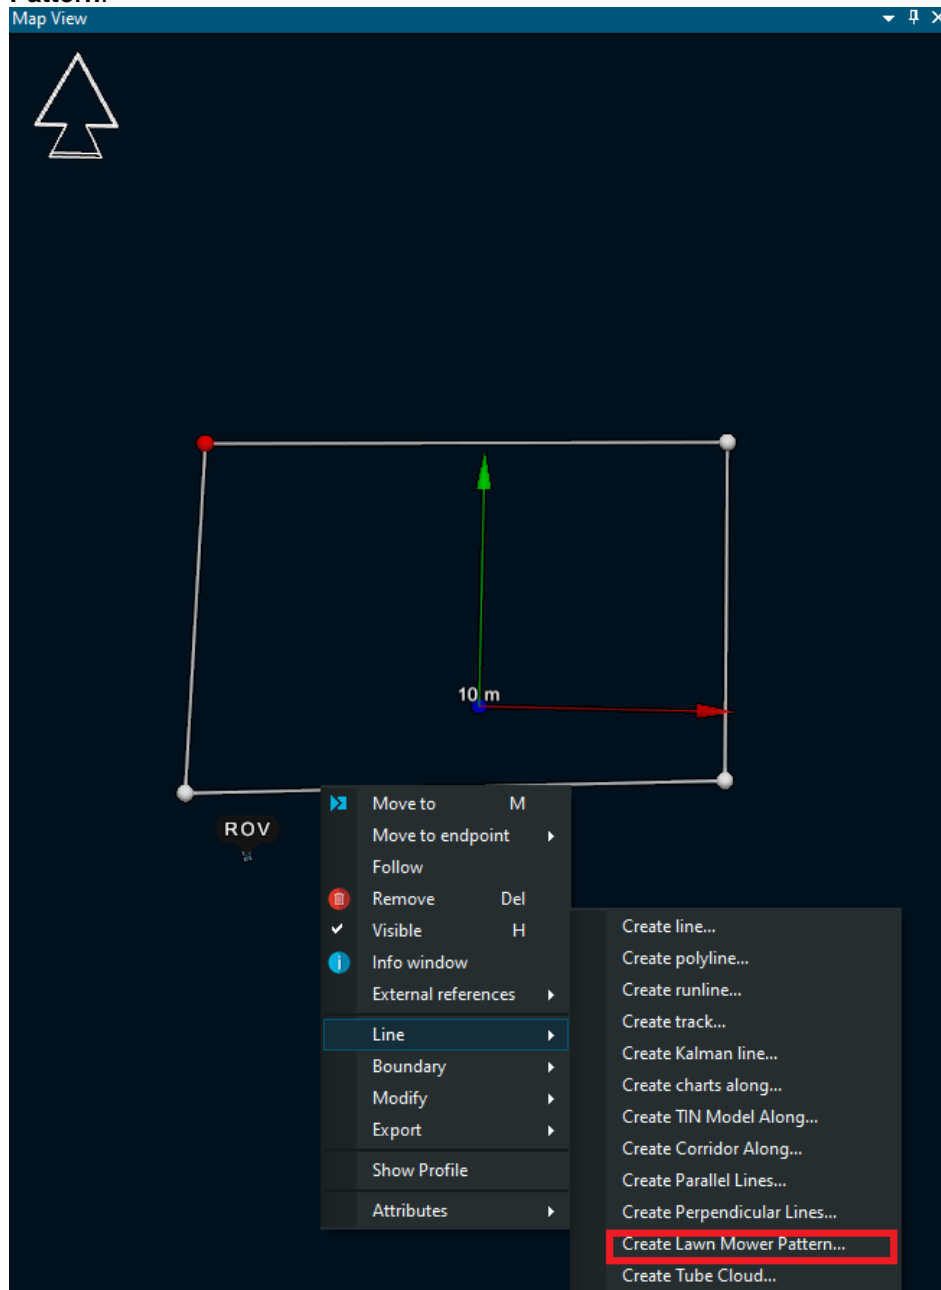 Pattern.
Map View
10 m
ROV
Move to M
Move to endpoint
Follow
Remove Del
Visible H
Info window
External references
Line
Boundary
Modify
Export
Show Profile
Attributes
Create line...
Create polyline...
Create runline...
Create track...
Create Kalman line...
Create charts along...
Create TIN Model Along...
Create Corridor Along...
Create Parallel Lines...
Create Perpendicular Lines...
Create Lawn Mower Pattern...
Create Tube Cloud...